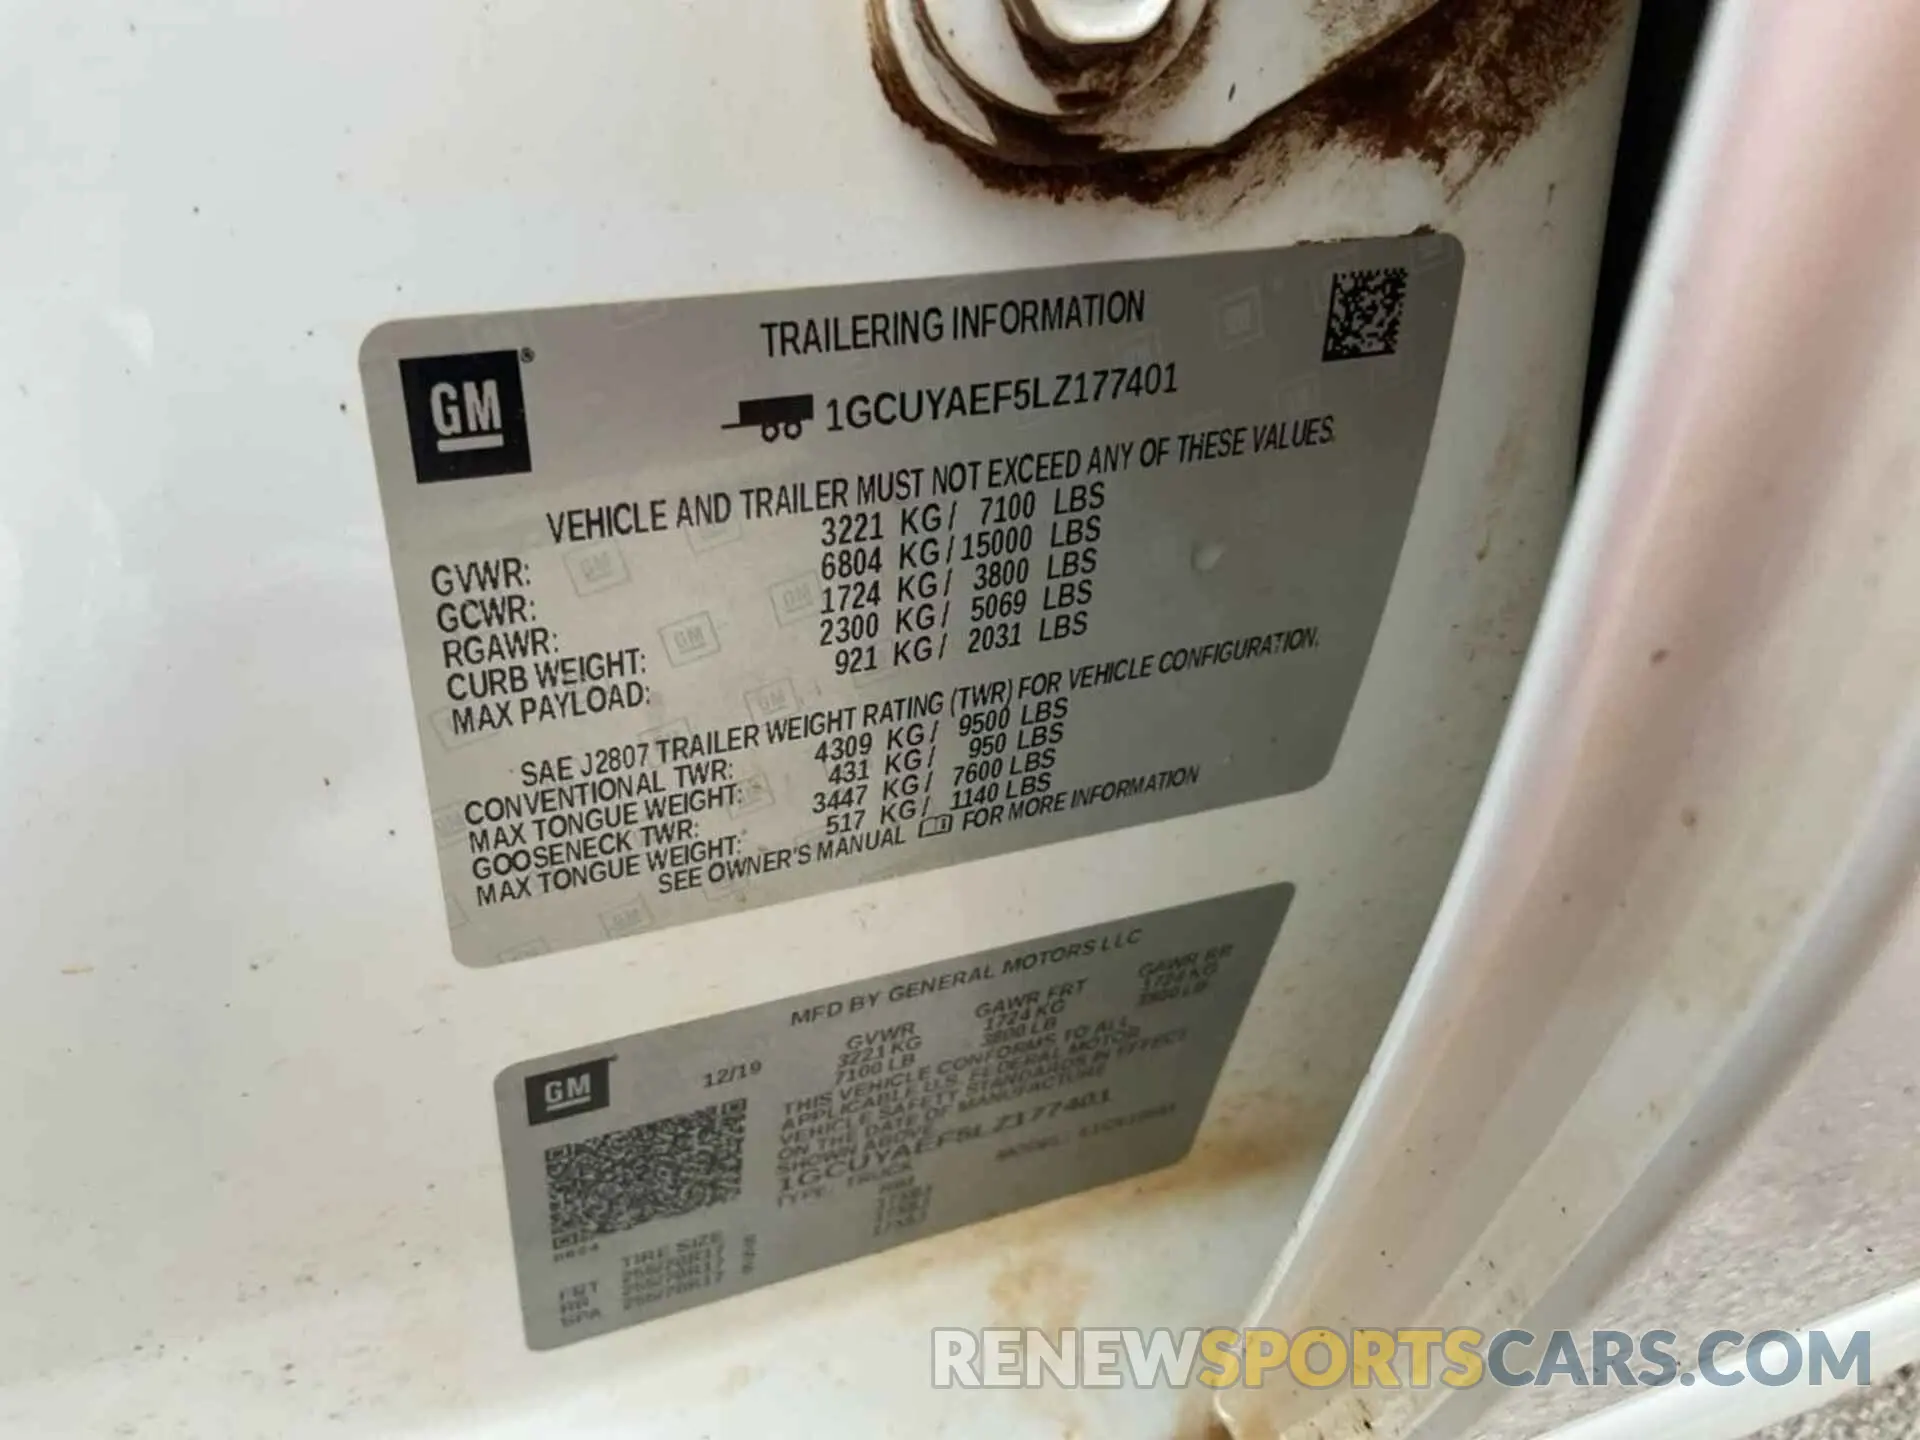 TRAILERING INFORMATION
GM®
1GCUYAEF5LZ177401
VEHICLE AND TRAILER MUST NOT EXCEED ANY OF THESE VALUES.
GVWR: 3221 KG/ 7100 LBS
GCWR: 6804 KG/15000 LBS
RGAWR: 1724 KG/ 3800 LBS
CURB WEIGHT: 2300 KG/ 5069 LBS
MAX PAYLOAD: 921 KG/ 2031 LBS
SAE J2807 TRAILER WEIGHT RATING (TWR) FOR VEHICLE CONFIGURATION.
CONVENTIONAL TWR: 4309 KG/ 9500 LBS
MAX TONGUE WEIGHT: 431 KG/ 950 LBS
GOOSENECK TWR: 3447 KG/ 7600 LBS
MAX TONGUE WEIGHT: 517 KG/ 1140 LBS
SEE OWNER'S MANUAL FOR MORE INFORMATION
MFD BY GENERAL MOTORS LLC
GM
12/19
GVWR GAWR FRT GAWR RR
3221 KG 1724 KG 1724 KG
7100 LB 3800 LB 3800 LB
THIS VEHICLE CONFORMS TO ALL
APPLICABLE U.S. FEDERAL MOTOR
VEHICLE SAFETY STANDARDS IN EFFECT
ON THE DATE OF MANUFACTURE
SHOWN ABOVE.
1GCUYAEF5LZ177401
TYPE: TRUCK MODEL:
TIRE SIZE
FRT
RR
SPA
RENEWSPORTSCARS.COM